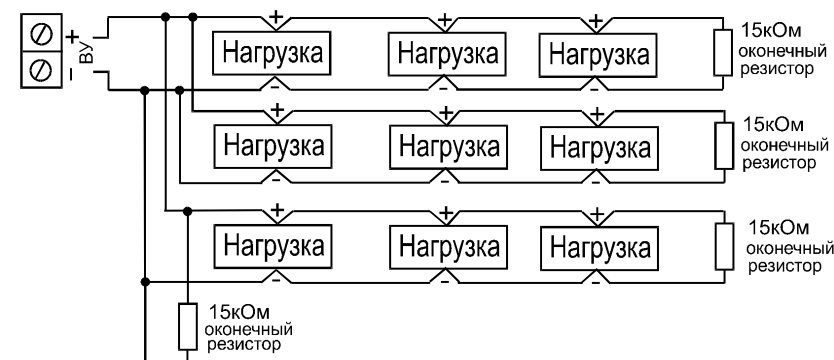 +
ВУ
–
+ + +
Нагрузка Нагрузка Нагрузка
- - -
15кОм
оконечный
резистор
+ + +
Нагрузка Нагрузка Нагрузка
- - -
15кОм
оконечный
резистор
+ + +
Нагрузка Нагрузка Нагрузка
- - -
15кОм
оконечный
резистор
15кОм
оконечный
резистор